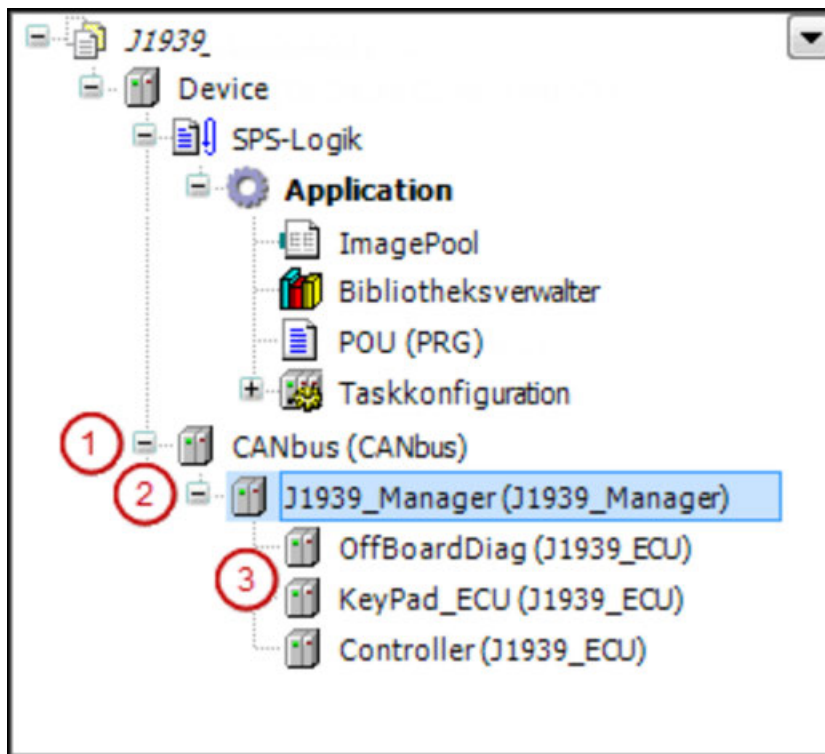 J1939_
Device
SPS-Logik
Application
ImagePool
Bibliotheksverwalter
POU (PRG)
Taskkonfiguration
1 CANbus (CANbus)
2 J1939_Manager (J1939_Manager)
OffBoardDiag (J1939_ECU)
3 KeyPad_ECU (J1939_ECU)
Controller (J1939_ECU)